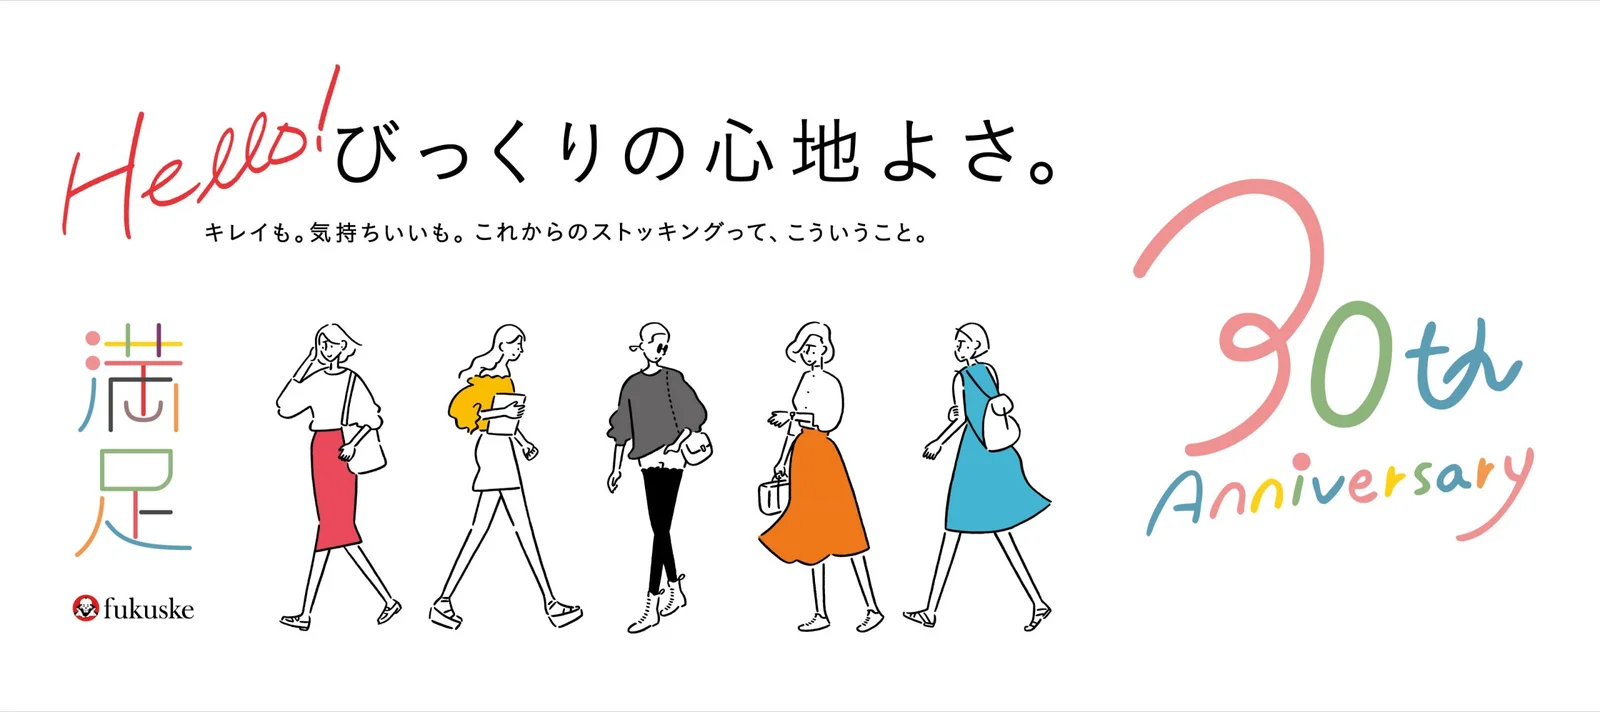 Hello!びっくりの心地よさ。
キレイも。気持ちいいも。これからのストッキングって、こういうこと。
満足
fukuske
30th
Anniversary